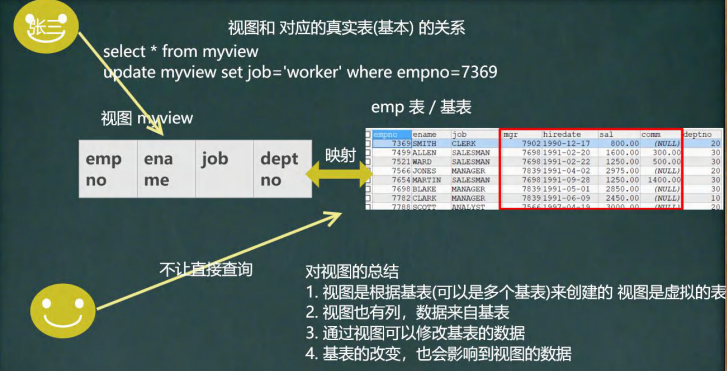 张三
视图和 对应的真实表(基本) 的关系
select * from myview
update myview set job='worker' where empno=7369
视图 myview
emp 表 / 基表
emp
no
ena
me
job
dept
no
映射
empno ename job mgr hiredate sal comm deptno
7369 SMITH CLERK 7902 1990-12-17 800.00 (NULL) 20
7499 ALLEN SALESMAN 7698 1991-02-20 1600.00 300.00 30
7521 WARD SALESMAN 7698 1991-02-22 1250.00 500.00 30
7566 JONES MANAGER 7839 1991-04-02 2975.00 (NULL) 20
7654 MARTIN SALESMAN 7698 1991-09-28 1250.00 1400.00 30
7698 BLAKE MANAGER 7839 1991-05-01 2850.00 (NULL) 30
7782 CLARK MANAGER 7839 1991-06-09 2450.00 (NULL) 10
7788 SCOTT ANALYST 7566 1997-04-19 3000.00 (NULL) 20
不让直接查询
对视图的总结
1. 视图是根据基表(可以是多个基表)来创建的 视图是虚拟的表
2. 视图也有列，数据来自基表
3. 通过视图可以修改基表的数据
4. 基表的改变，也会影响到视图的数据